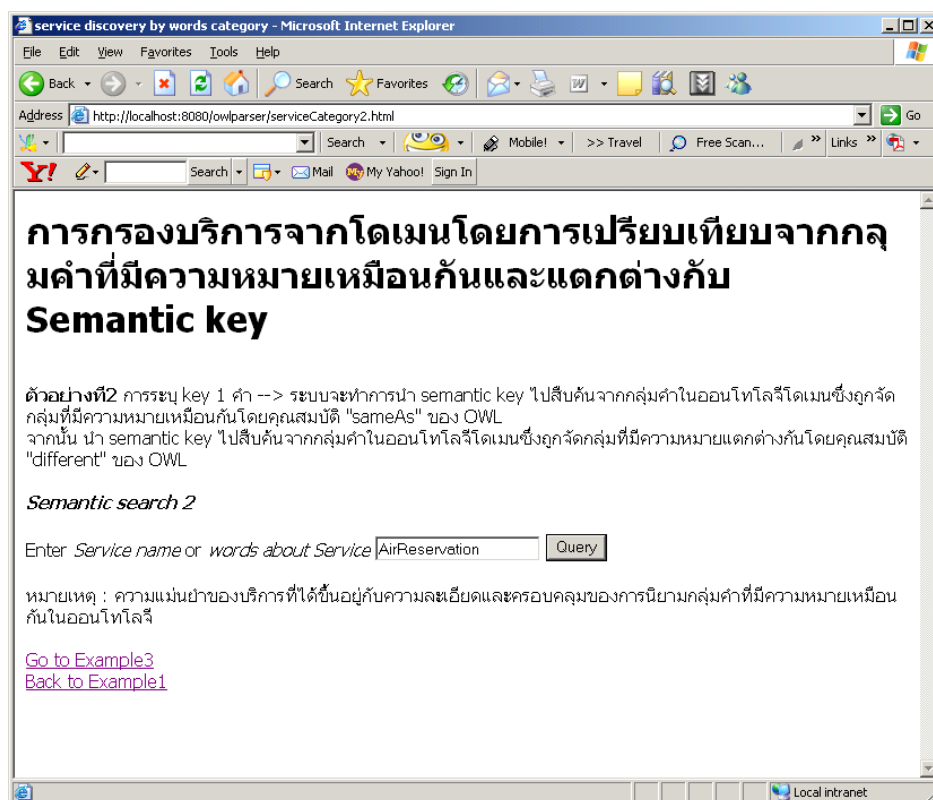 service discovery by words category - Microsoft Internet Explorer
File Edit View Favorites Tools Help
Back Search Favorites
Address http://localhost:8080/owlparser/serviceCategory2.html Go
Search Mobile! >> Travel Free Scan... Links
Y! Search Mail My Yahoo! Sign In
การกรองบริการจากโดเมนโดยการเปรียบเทียบจากกลุ
มคำที่มีความหมายเหมือนกันและแตกต่างกับ
Semantic key
ตัวอย่างที2 การระบุ key 1 คำ --> ระบบจะทำการนำ semantic key ไปสืบค้นจากกลุ่มคำในออนโทโลจีโดเมนซึ่งถูกจัด
กลุ่มที่มีความหมายเหมือนกันโดยคุณสมบัติ "sameAs" ของ OWL
จากนั้น นำ semantic key ไปสืบค้นจากกลุ่มคำในออนโทโลจีโดเมนซึ่งถูกจัดกลุ่มที่มีความหมายแตกต่างกันโดยคุณสมบัติ
"different" ของ OWL
Semantic search 2
Enter Service name or words about Service AirReservation Query
หมายเหตุ : ความแม่นยำของบริการที่ได้ขึ้นอยู่กับความละเอียดและครอบคลุมของการนิยามกลุ่มคำที่มีความหมายเหมือน
กันในออนโทโลจี
Go to Example3
Back to Example1
Local intranet